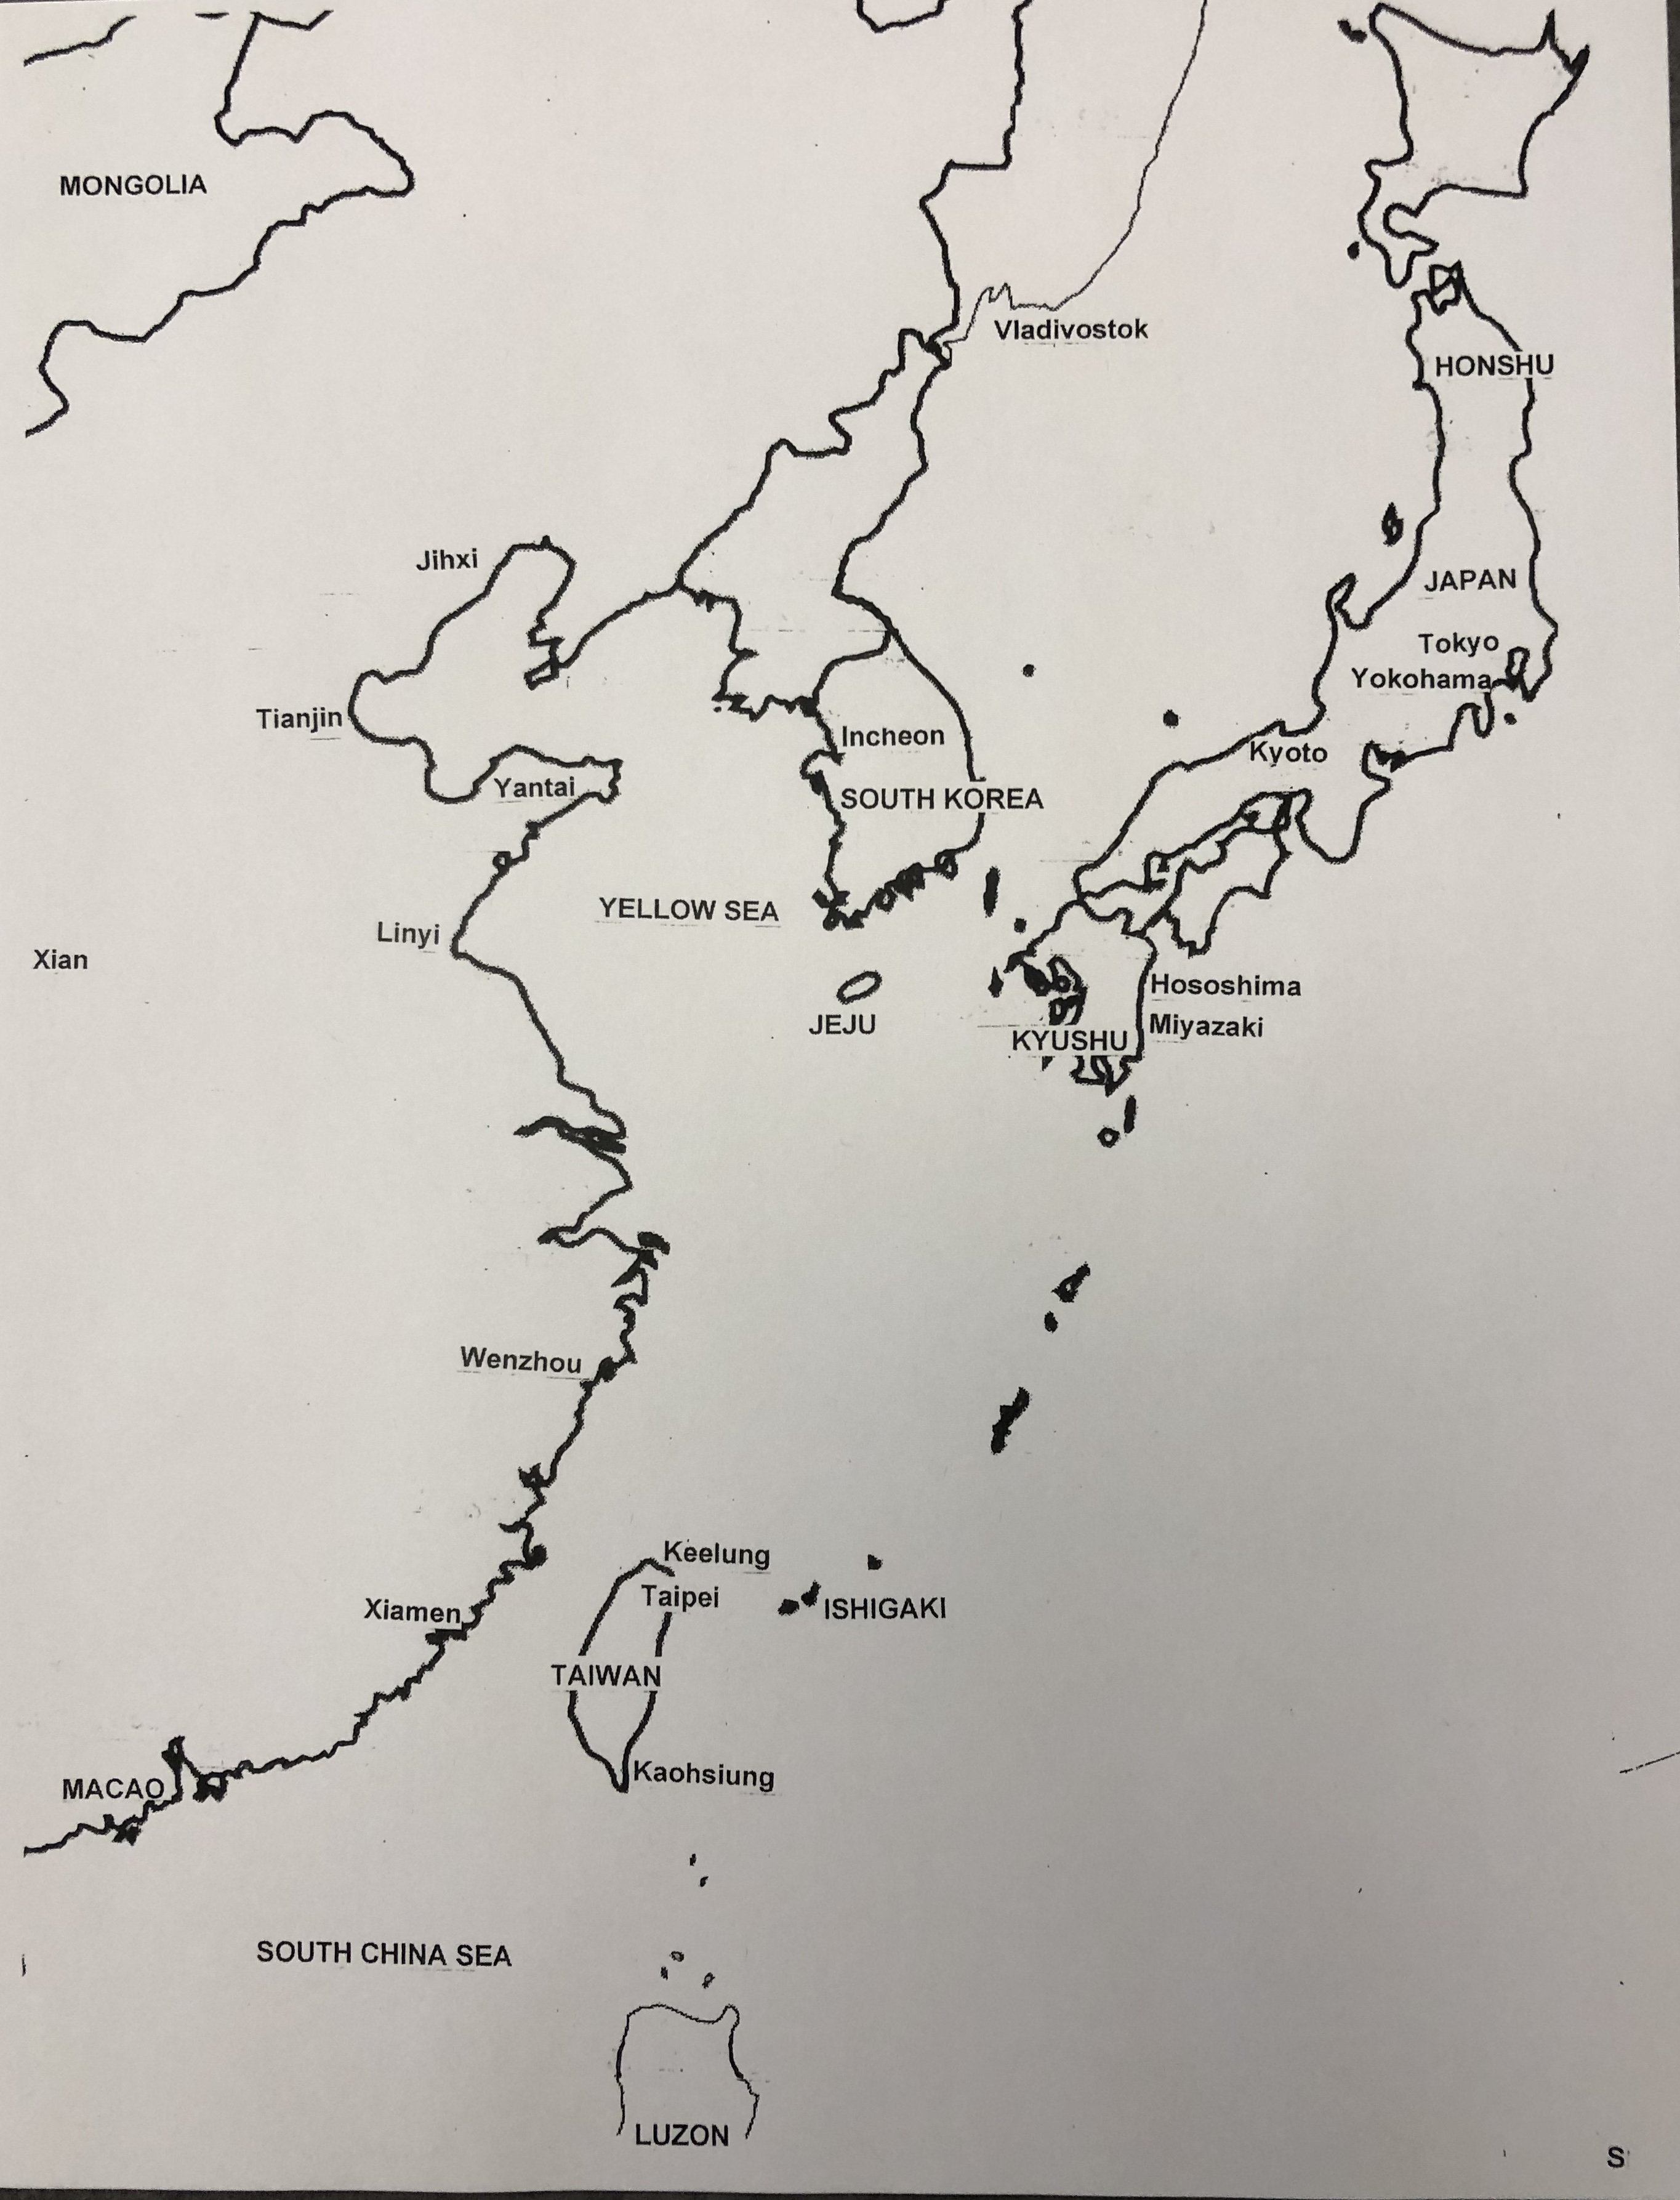 MONGOLIA
Vladivostok
HONSHU
Jihxi
JAPAN
Tokyo
Yokohama
Tianjin
Incheon
Kyoto
Yantai
SOUTH KOREA
YELLOW SEA
Linyi
Xian
Hososhima
JEJU
Miyazaki
KYUSHU
Wenzhou
Keelung
Taipei
Xiamen
ISHIGAKI
TAIWAN
Kaohsiung
MACAO
SOUTH CHINA SEA
LUZON
S